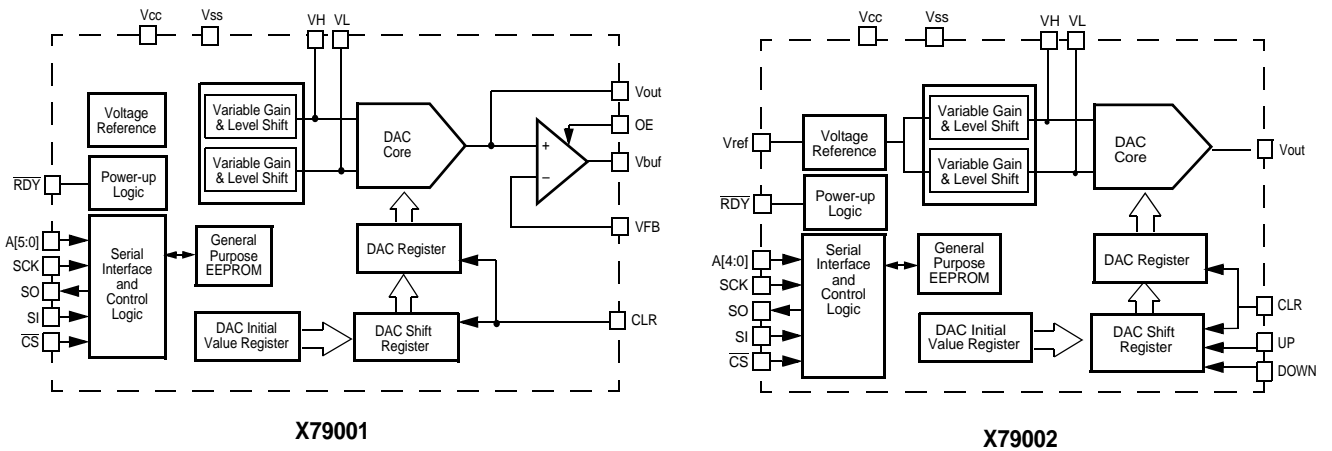 Vcc
Vss
VH
VL
Variable Gain
& Level Shift
Variable Gain
& Level Shift
Voltage
Reference
DAC
Core
Vout
OE
+
−
Vbuf
RDY
Power-up
Logic
VFB
A[5:0]
SCK
SO
SI
CS
Serial
Interface
and
Control
Logic
General
Purpose
EEPROM
DAC Register
CLR
DAC Initial
Value Register
DAC Shift
Register
X79001
Vcc
Vss
VH
VL
Variable Gain
& Level Shift
Variable Gain
& Level Shift
Vref
Voltage
Reference
DAC
Core
Vout
RDY
Power-up
Logic
A[4:0]
SCK
SO
SI
CS
Serial
Interface
and
Control
Logic
General
Purpose
EEPROM
DAC Register
CLR
DAC Initial
Value Register
DAC Shift
Register
UP
DOWN
X79002